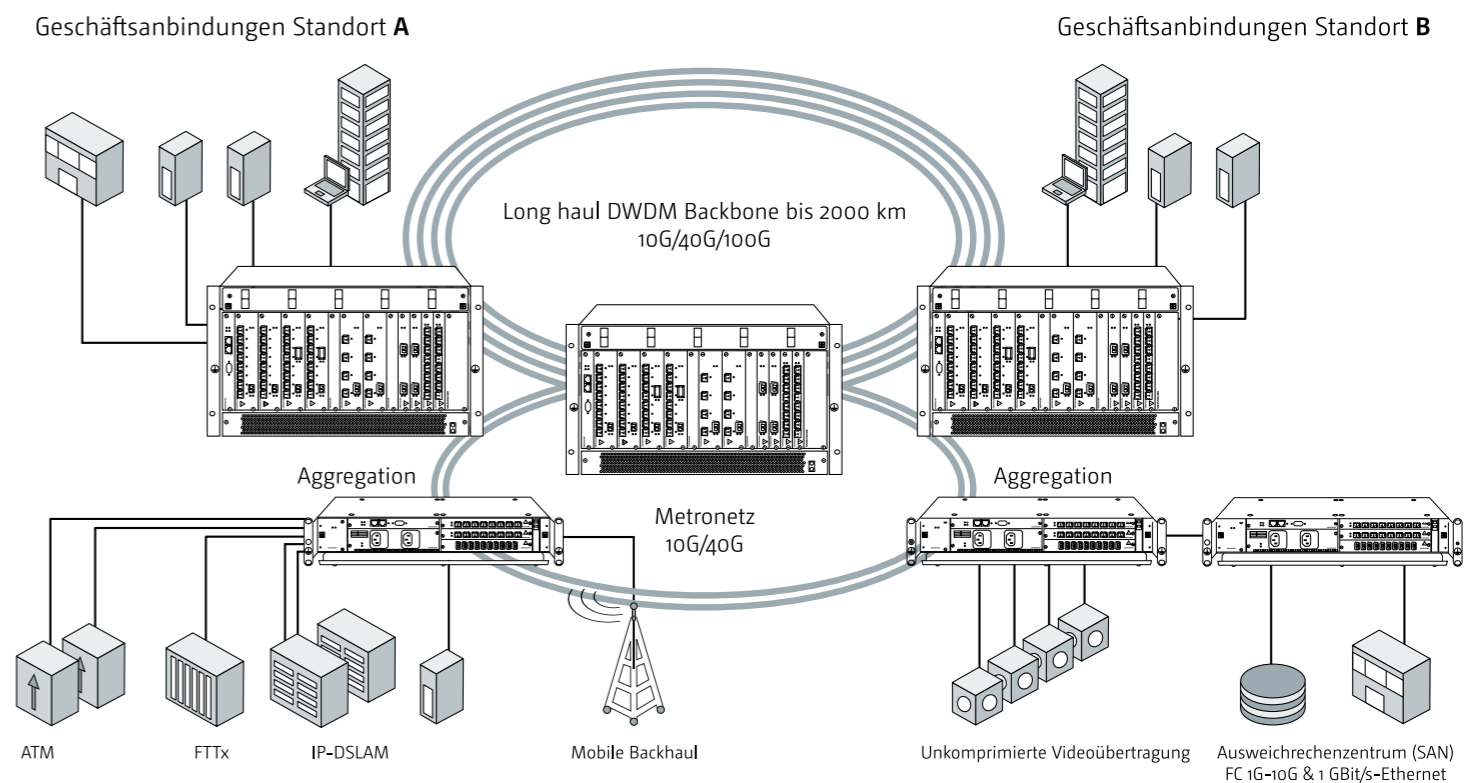 Geschäftsanbindungen Standort A
Geschäftsanbindungen Standort B
Long haul DWDM Backbone bis 2000 km
10G/40G/100G
Aggregation
Aggregation
Metronetz
10G/40G
ATM
FTTx
IP-DSLAM
Mobile Backhaul
Unkomprimierte Videoübertragung
Ausweichrechenzentrum (SAN)
FC 1G-10G & 1 GBit/s-Ethernet